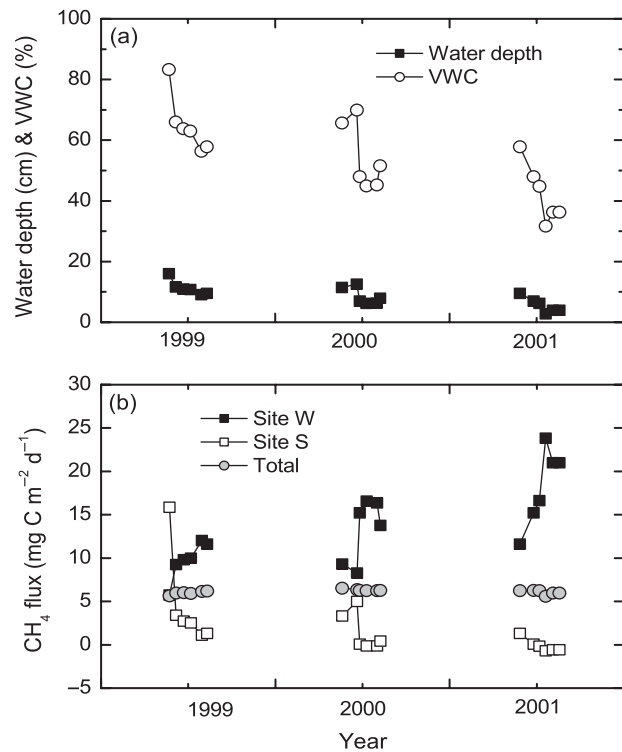 (a)
Water depth
VWC
Water depth (cm) & VWC (%)
100
80
60
40
20
0
1999
2000
2001
(b)
Site W
Site S
Total
CH₄ flux (mg C m⁻² d⁻¹)
30
25
20
15
10
5
0
–5
1999
2000
2001
Year